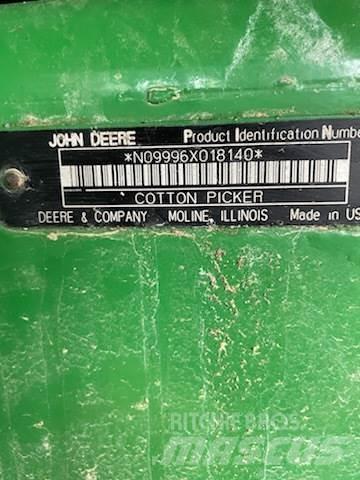 JOHN DEERE Product Identification Number
*N09996X018140*
COTTON PICKER
DEERE & COMPANY MOLINE, ILLINOIS Made in US
RITCHIE BROS.
MASCUS